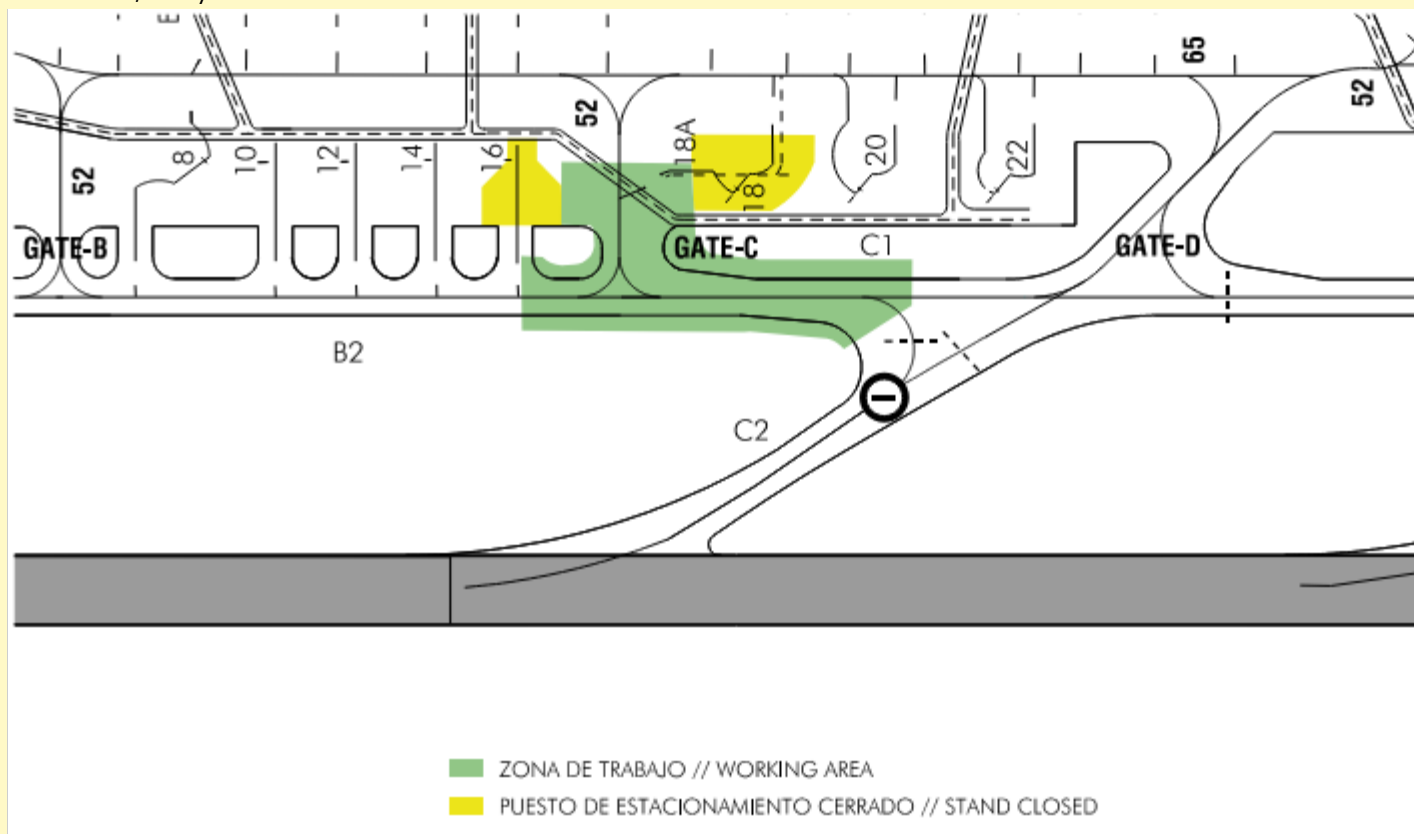 65
52
52
52
8
10
12
14
16
18A
18
20
22
GATE-B
GATE-C
C1
GATE-D
B2
C2
ZONA DE TRABAJO // WORKING AREA
PUESTO DE ESTACIONAMIENTO CERRADO // STAND CLOSED